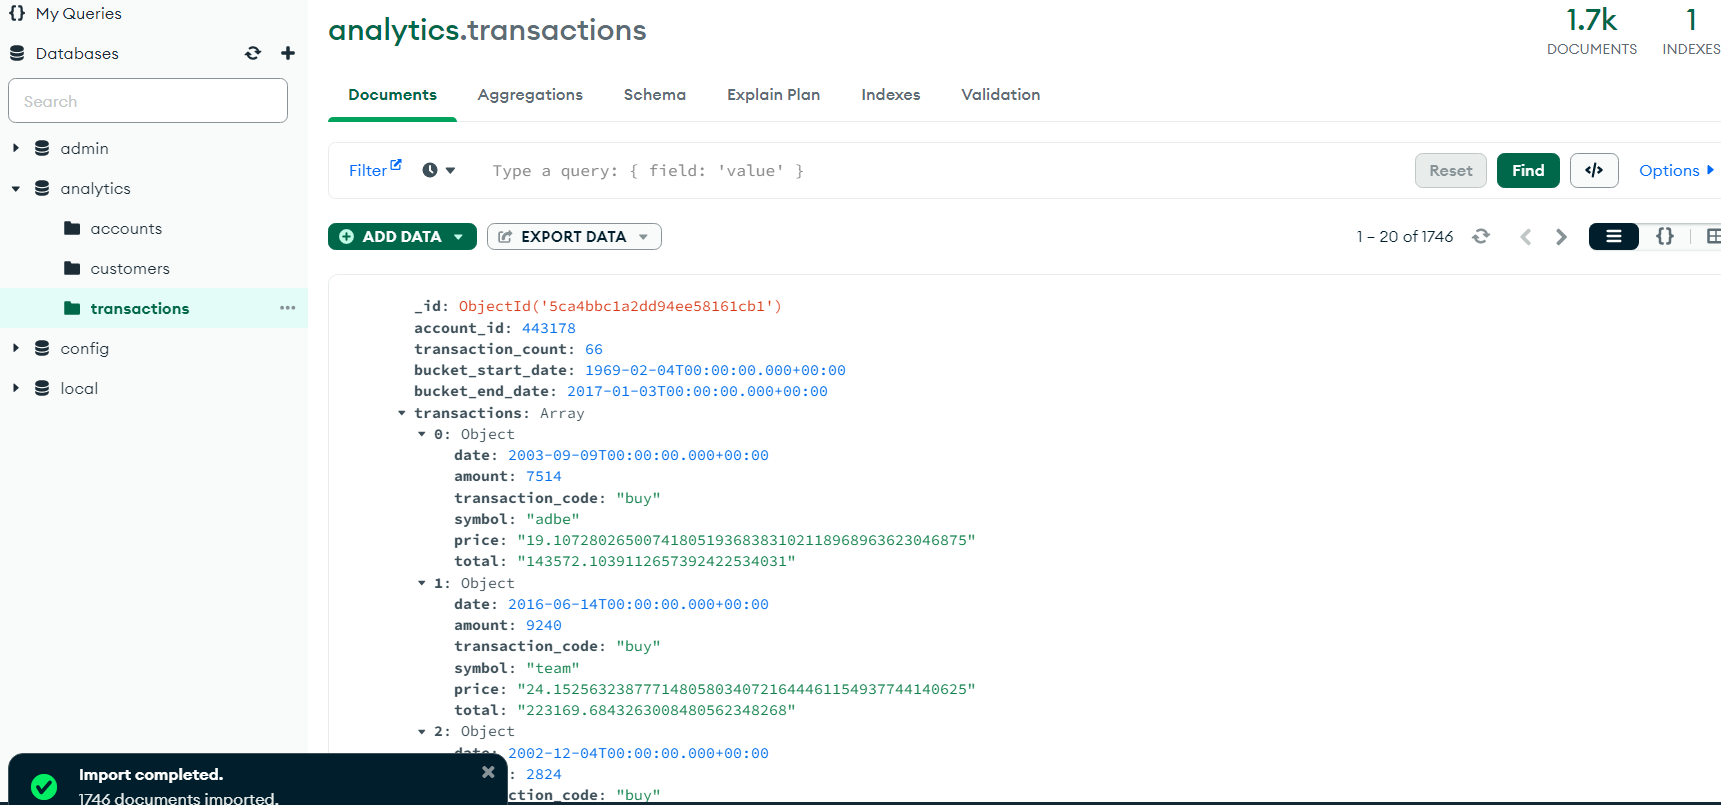 My Queries
Databases
Search
admin
analytics
accounts
customers
transactions
config
local
analytics.transactions
1.7k
DOCUMENTS
1
INDEXES
Documents Aggregations Schema Explain Plan Indexes Validation
Filter Type a query: { field: 'value' } Reset Find </> Options
ADD DATA EXPORT DATA 1 – 20 of 1746 {}
_id: ObjectId('5ca4bbc1a2dd94ee58161cb1')
account_id: 443178
transaction_count: 66
bucket_start_date: 1969-02-04T00:00:00.000+00:00
bucket_end_date: 2017-01-03T00:00:00.000+00:00
transactions: Array
0: Object
date: 2003-09-09T00:00:00.000+00:00
amount: 7514
transaction_code: "buy"
symbol: "adbe"
price: "19.1072802650074180519368383102118968963623046875"
total: "143572.1039112657392422534031"
1: Object
date: 2016-06-14T00:00:00.000+00:00
amount: 9240
transaction_code: "buy"
symbol: "team"
price: "24.1525632387771480580340721644461154937744140625"
total: "223169.6843263008480562348268"
2: Object
date: 2002-12-04T00:00:00.000+00:00
: 2824
ction_code: "buy"
Import completed.
1746 documents imported.